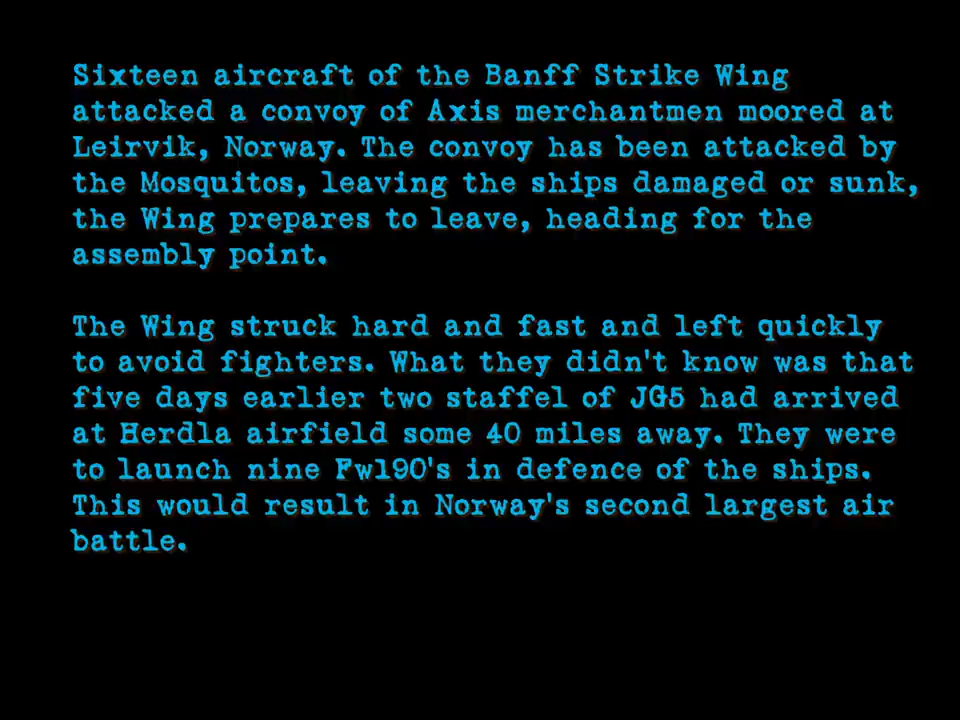 Sixteen aircraft of the Banff Strike Wing
attacked a convoy of Axis merchantmen moored at
Leirvik, Norway. The convoy has been attacked by
the Mosquitos, leaving the ships damaged or sunk,
the Wing prepares to leave, heading for the
assembly point.
The Wing struck hard and fast and left quickly
to avoid fighters. What they didn't know was that
five days earlier two staffel of JG5 had arrived
at Herdla airfield some 40 miles away. They were
to launch nine Fw190's in defence of the ships.
This would result in Norway's second largest air
battle.